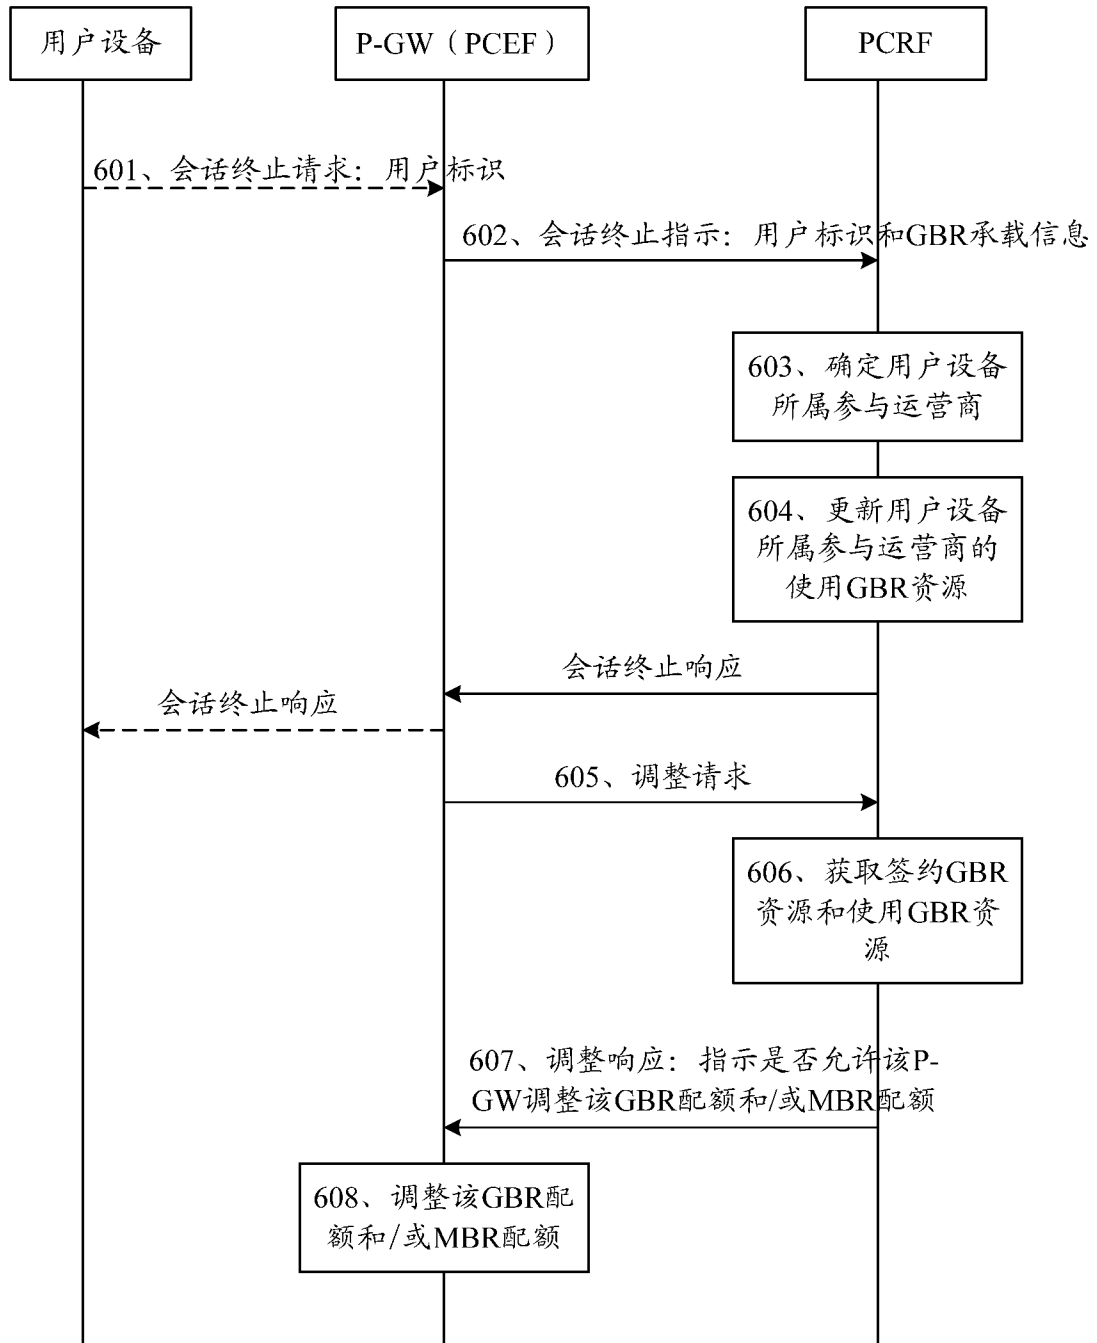 用户设备
P-GW（PCEF）
PCRF
601、会话终止请求：用户标识
602、会话终止指示：用户标识和GBR承载信息
603、确定用户设备
所属参与运营商
604、更新用户设备
所属参与运营商的
使用GBR资源
会话终止响应
会话终止响应
605、调整请求
606、获取签约GBR
资源和使用GBR资
源
607、调整响应：指示是否允许该P-
GW调整该GBR配额和/或MBR配额
608、调整该GBR配
额和/或MBR配额